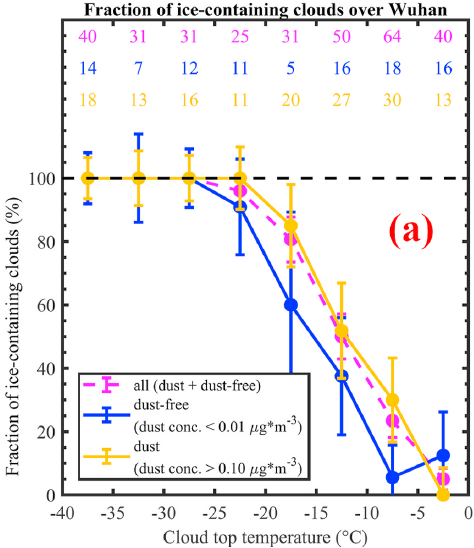 Fraction of ice-containing clouds over Wuhan
40 31 31 25 31 50 64 40
14 7 12 11 5 16 18 16
18 13 16 11 20 27 30 13
100
80
60
40
20
0
(a)
Fraction of ice-containing clouds (%)
all (dust + dust-free)
dust-free
(dust conc. < 0.01 μg*m⁻³)
dust
(dust conc. > 0.10 μg*m⁻³)
-40 -35 -30 -25 -20 -15 -10 -5 0
Cloud top temperature (°C)